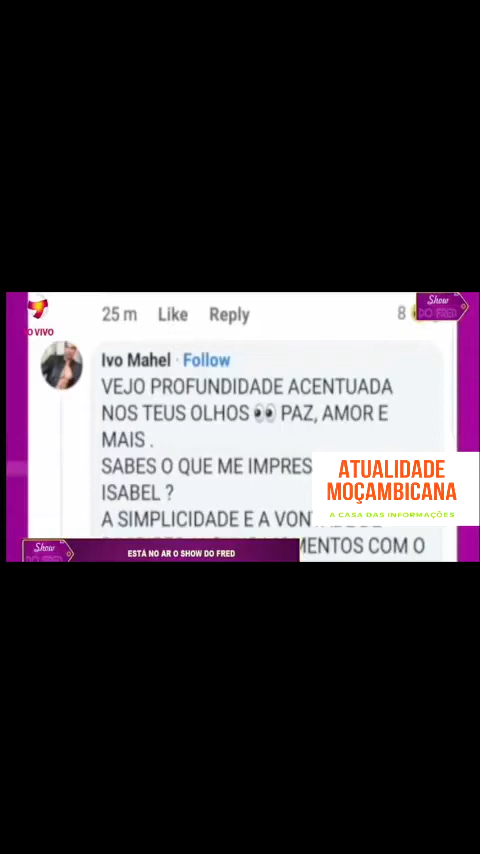 25 m Like Reply 8
Show
DO FRED
O VIVO
Ivo Mahel · Follow
VEJO PROFUNDIDADE ACENTUADA
NOS TEUS OLHOS 👀 PAZ, AMOR E
MAIS .
SABES O QUE ME IMPRES
ISABEL ?
A SIMPLICIDADE E A
MENTOS COM O
ATUALIDADE
MOÇAMBICANA
A CASA DAS INFORMAÇÕES
Show
DO FRED
ESTÁ NO AR O SHOW DO FRED